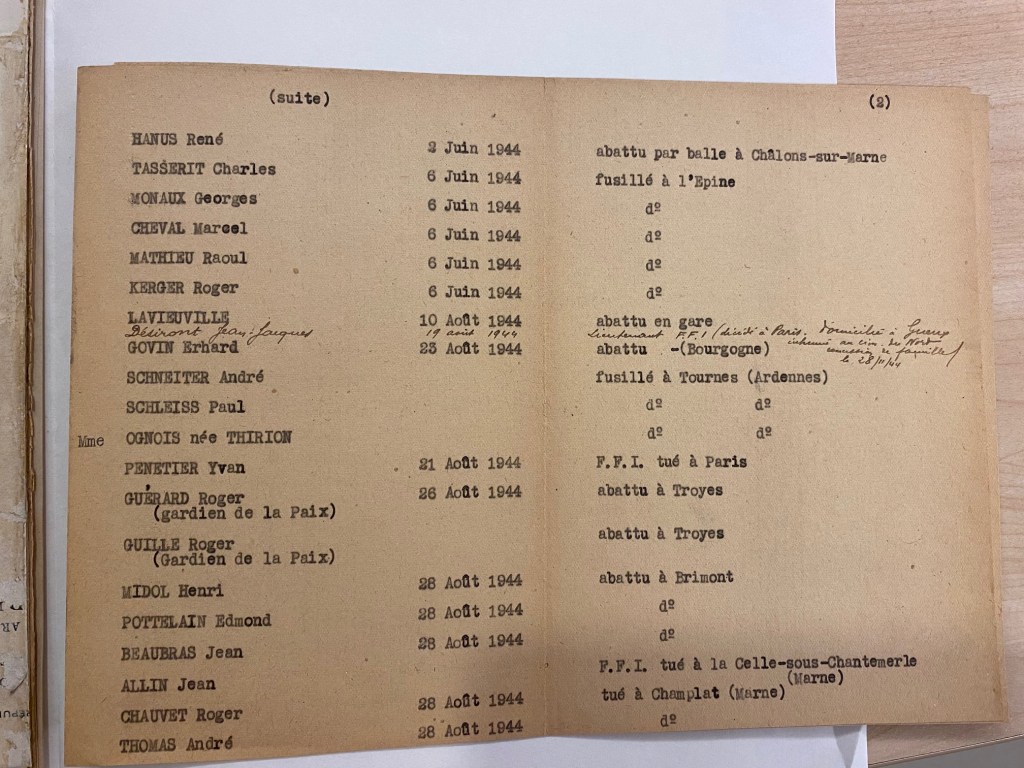 (suite) (2)
HANUS René 2 Juin 1944 abattu par balle à Châlons-sur-Marne
TASSERIT Charles 6 Juin 1944 fusillé à l'Epine
MONAUX Georges 6 Juin 1944 dº
CHEVAL Marcel 6 Juin 1944 dº
MATHIEU Raoul 6 Juin 1944 dº
KERGER Roger 6 Juin 1944 dº
LAVIEUVILLE 10 Août 1944 abattu en gare
Désiront Jean-Jacques 19 août 1944 Lieutenant F.F.I (décédé à Paris. domicilié à
inhumé au cim. du Nord
concession de famille)
le 28/11/44
GOVIN Erhard 23 Août 1944 abattu -(Bourgogne)
SCHNEITER André fusillé à Tournes (Ardennes)
SCHLEISS Paul dº dº
Mme OGNOIS née THIRION dº dº
PENETIER Yvan 21 Août 1944 F.F.I. tué à Paris
GUÉRARD Roger 26 Août 1944 abattu à Troyes
(gardien de la Paix)
GUILLE Roger abattu à Troyes
(Gardien de la Paix)
MIDOL Henri 28 Août 1944 abattu à Brimont
POTTELAIN Edmond 28 Août 1944 dº
BEAUBRAS Jean 28 Août 1944 dº
ALLIN Jean F.F.I. tué à la Celle-sous-Chantemerle
(Marne)
CHAUVET Roger 28 Août 1944 tué à Champlat (Marne)
THOMAS André 28 Août 1944 dº